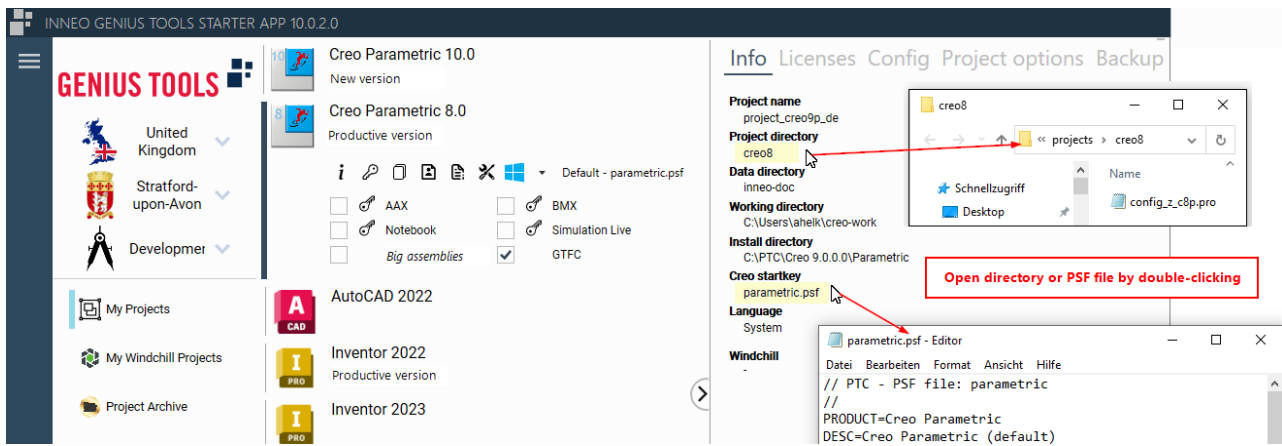 INNEO GENIUS TOOLS STARTER APP 10.0.2.0
GENIUS TOOLS
United
Kingdom
Stratford-
upon-Avon
Developmer
My Projects
My Windchill Projects
Project Archive
10
Creo Parametric 10.0
New version
8
Creo Parametric 8.0
Productive version
Default - parametric.psf
AAX
BMX
Notebook
Simulation Live
Big assemblies
GTFC
A
CAD
AutoCAD 2022
I
PRO
Inventor 2022
Productive version
I
PRO
Inventor 2023
Info Licenses Config Project options Backup
Project name
project_creo9p_de
Project directory
creo8
Data directory
inneo-doc
Working directory
C:\Users\ahelk\creo-work
Install directory
C:\PTC\Creo 9.0.0.0\Parametric
Creo startkey
parametric.psf
Language
System
Windchill
-
creo8
« projects > creo8
Name
Schnellzugriff
Desktop
config_z_c8p.pro
Open directory or PSF file by double-clicking
parametric.psf - Editor
Datei Bearbeiten Format Ansicht Hilfe
// PTC - PSF file: parametric
//
PRODUCT=Creo Parametric
DESC=Creo Parametric (default)